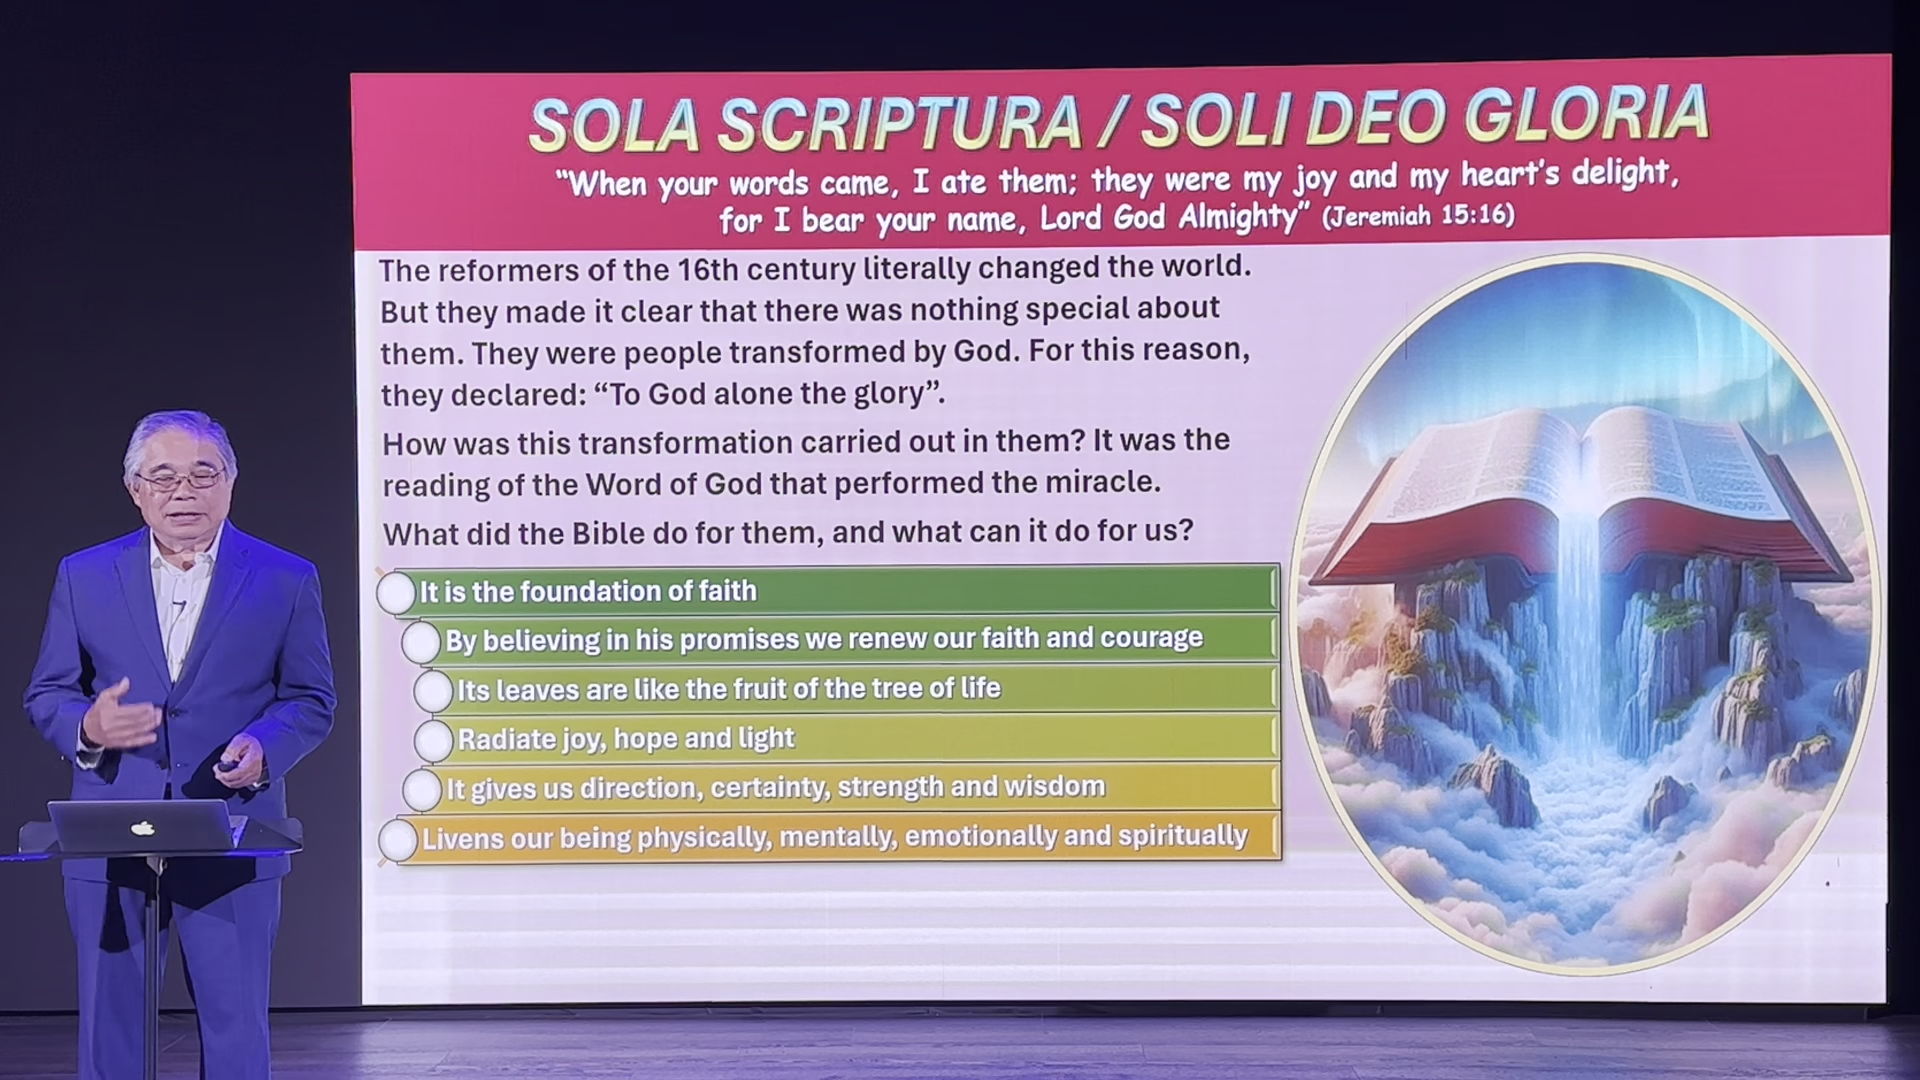 SOLA SCRIPTURA / SOLI DEO GLORIA
“When your words came, I ate them; they were my joy and my heart’s delight,
for I bear your name, Lord God Almighty” (Jeremiah 15:16)
The reformers of the 16th century literally changed the world.
But they made it clear that there was nothing special about
them. They were people transformed by God. For this reason,
they declared: “To God alone the glory”.
How was this transformation carried out in them? It was the
reading of the Word of God that performed the miracle.
What did the Bible do for them, and what can it do for us?
It is the foundation of faith
By believing in his promises we renew our faith and courage
Its leaves are like the fruit of the tree of life
Radiate joy, hope and light
It gives us direction, certainty, strength and wisdom
Livens our being physically, mentally, emotionally and spiritually